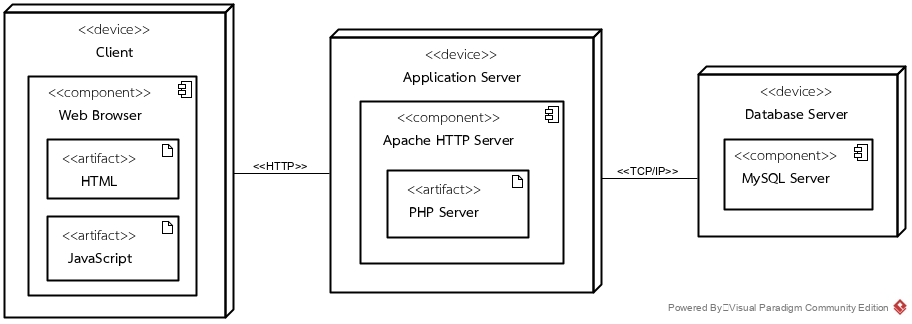 <<device>>
Client
<<component>>
Web Browser
<<artifact>>
HTML
<<artifact>>
JavaScript
<<HTTP>>
<<device>>
Application Server
<<component>>
Apache HTTP Server
<<artifact>>
PHP Server
<<TCP/IP>>
<<device>>
Database Server
<<component>>
MySQL Server
Powered By Visual Paradigm Community Edition